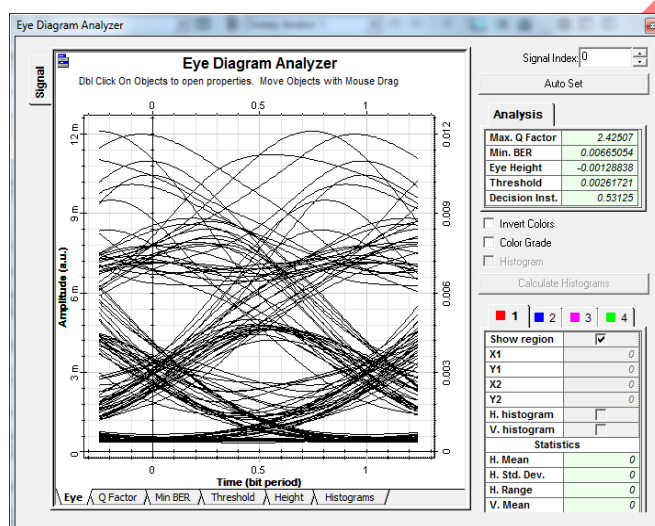 Eye Diagram Analyzer
Signal
Eye Diagram Analyzer
Dbl Click On Objects to open properties. Move Objects with Mouse Drag
0 0.5 1
12 m
9 m
6 m
3 m
0
Amplitude (a.u.)
0.012
0.009
0.006
0.003
0
0 0.5 1
Time (bit period)
Eye Q Factor Min BER Threshold Height Histograms
Signal Index: 0
Auto Set
Analysis
Max. Q Factor 2.42507
Min. BER 0.00665054
Eye Height -0.00128838
Threshold 0.00261721
Decision Inst. 0.53125
Invert Colors
Color Grade
Histogram
Calculate Histograms
1 2 3 4
Show region
X1 0
Y1 0
X2 0
Y2 0
H. histogram
V. histogram
Statistics
H. Mean 0
H. Std. Dev. 0
H. Range 0
V. Mean 0